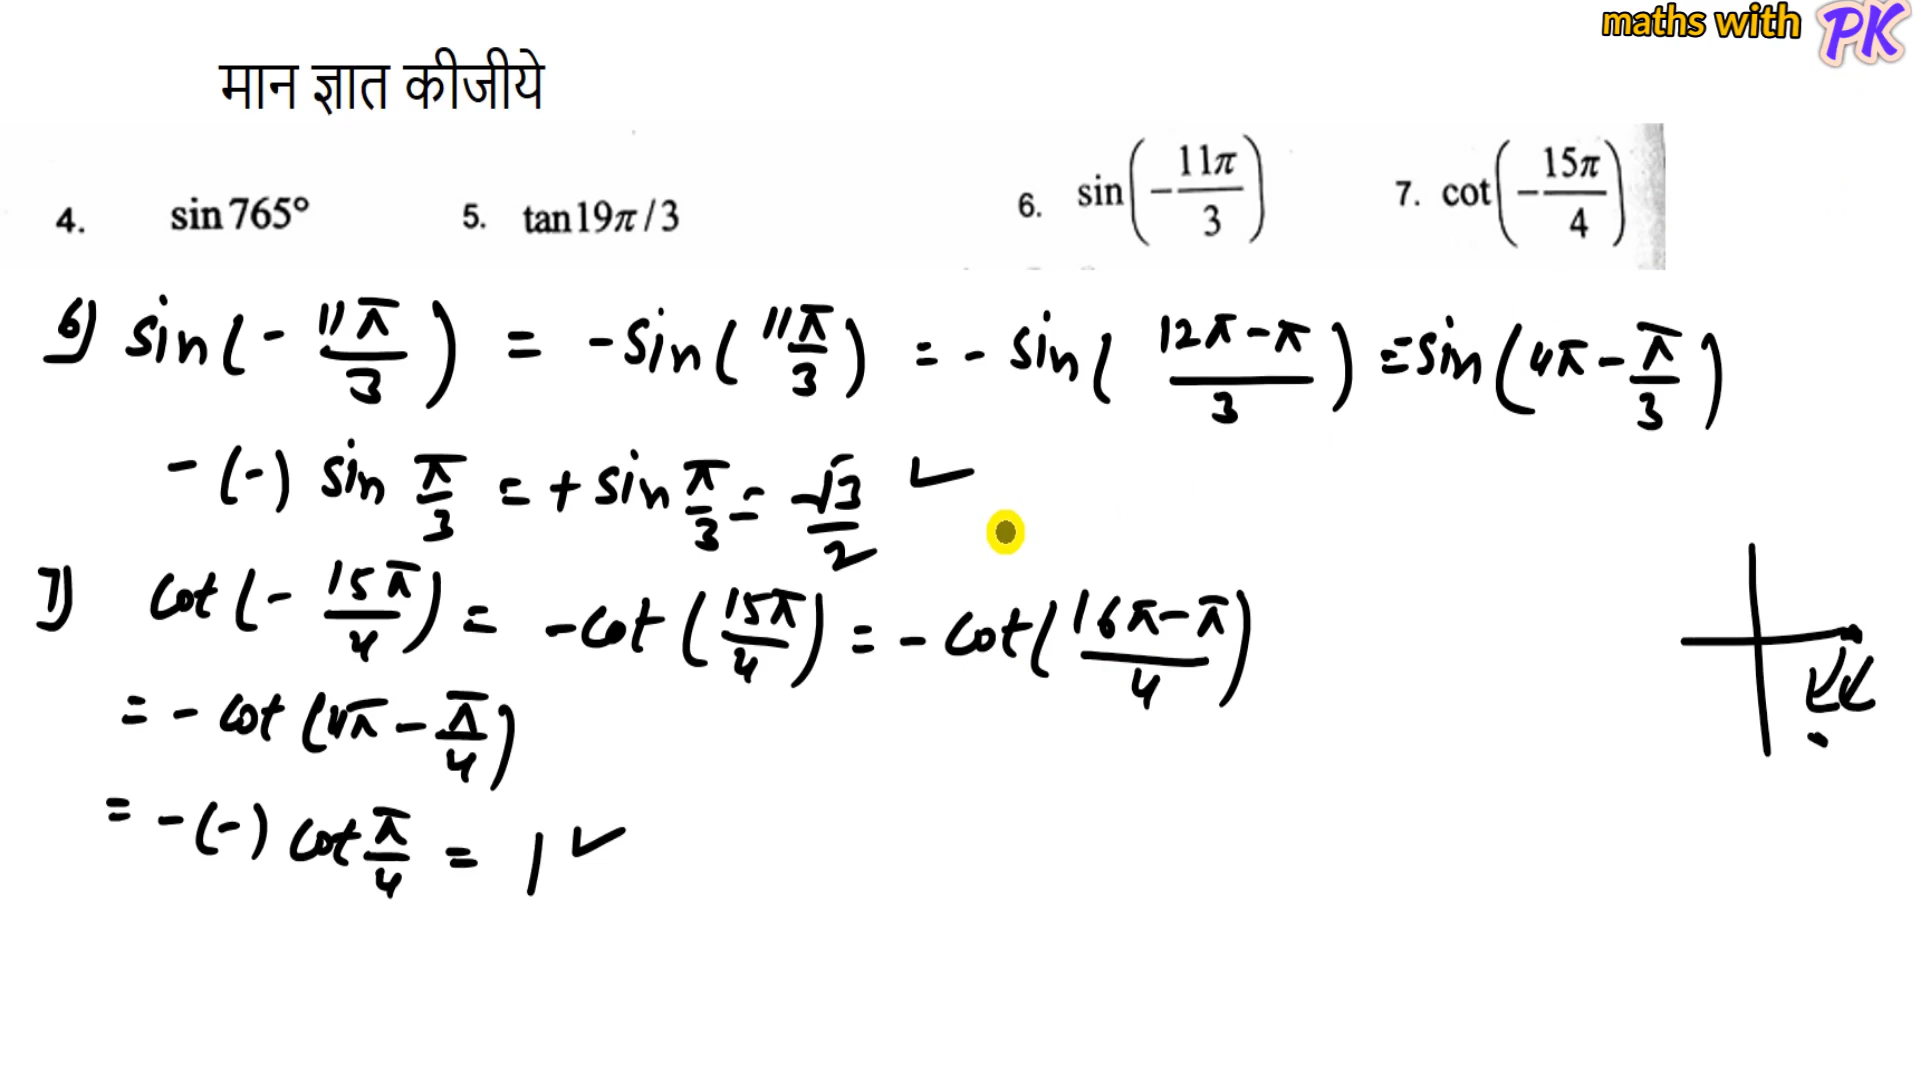 maths with PK
मान ज्ञात कीजीये
4. sin 765° 5. tan 19π/3 6. sin(-11π/3) 7. cot(-15π/4)
6) sin(-11π/3) = -sin(11π/3) = -sin((12π-π)/3) = sin(4π-π/3)
-(-) sin π/3 = + sin π/3 = √3/2 ✓
7) cot(-15π/4) = -cot(15π/4) = -cot((16π-π)/4)
= -cot(4π-π/4)
= -(-) cot π/4 = 1 ✓